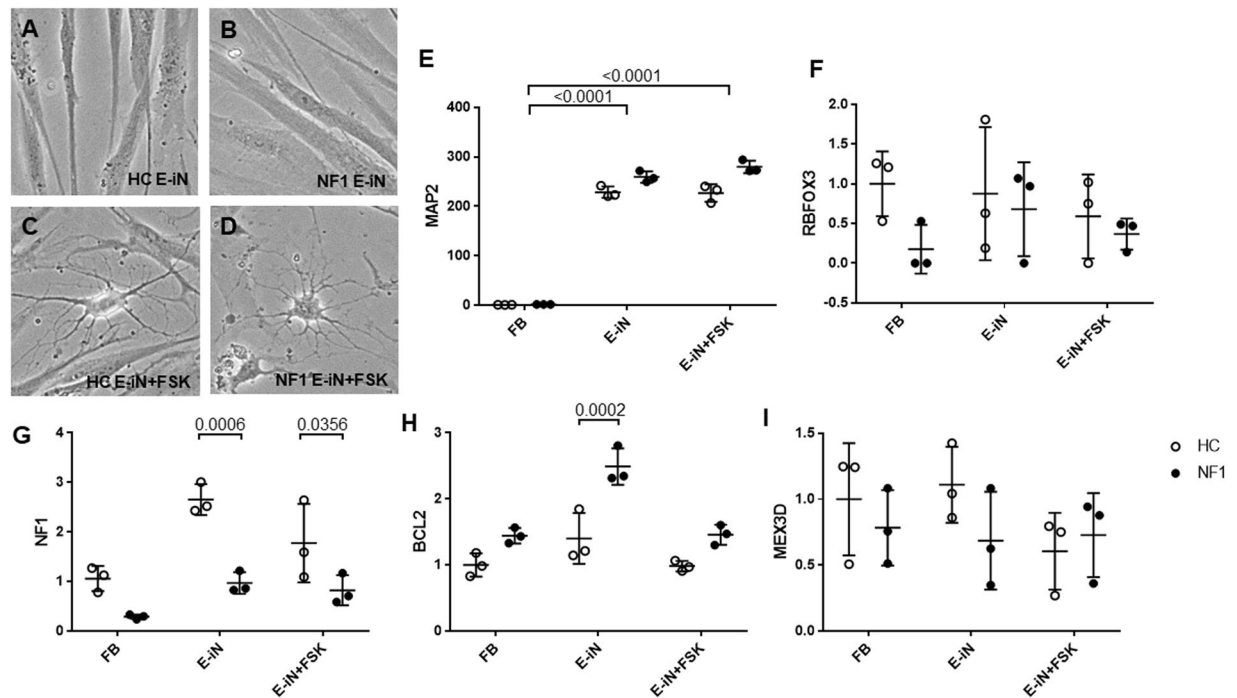 A
HC E-iN
B
NF1 E-iN
C
HC E-iN+FSK
D
NF1 E-iN+FSK
E
<0.0001
<0.0001
MAP2
400
300
200
100
0
FB
E-iN
E-iN+FSK
F
RBFOX3
2.0
1.5
1.0
0.5
0.0
-0.5
FB
E-iN
E-iN+FSK
G
0.0006
0.0356
NF1
4
3
2
1
0
FB
E-iN
E-iN+FSK
H
0.0002
BCL2
3
2
1
0
FB
E-iN
E-iN+FSK
I
MEX3D
1.5
1.0
0.5
0.0
FB
E-iN
E-iN+FSK
HC
NF1